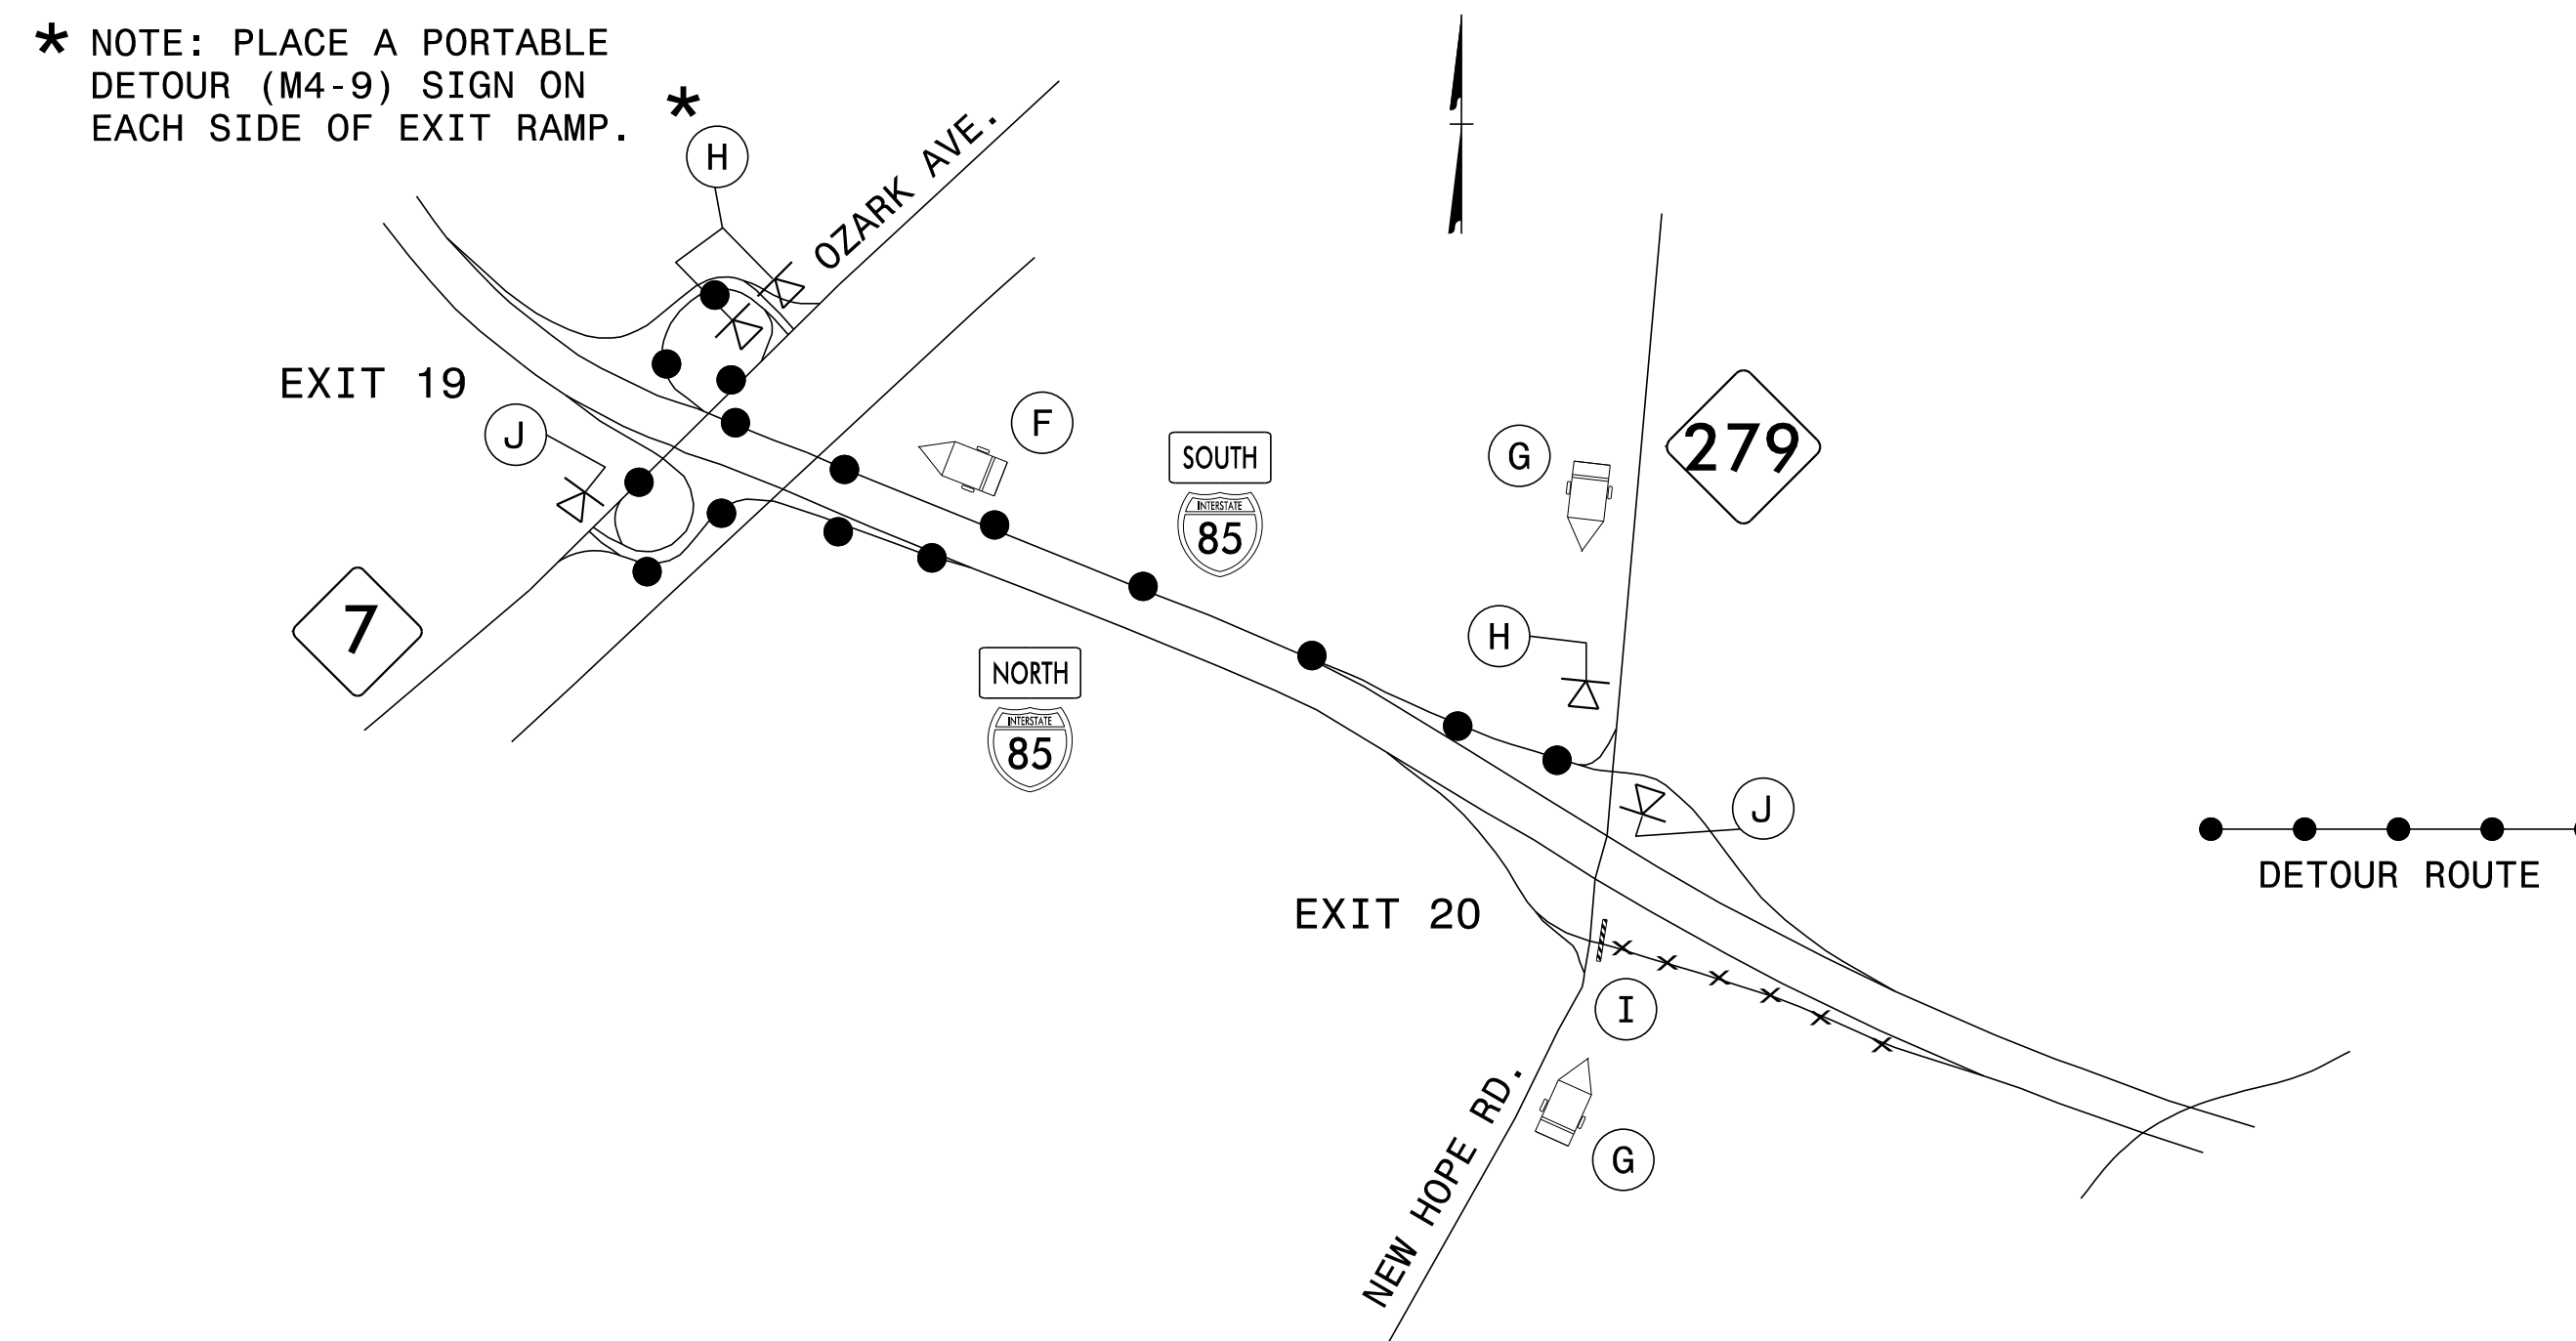 * NOTE: PLACE A PORTABLE
DETOUR (M4-9) SIGN ON
EACH SIDE OF EXIT RAMP.
*
H
OZARK AVE.
EXIT 19
J
F
SOUTH
INTERSTATE
85
G
279
7
H
NORTH
INTERSTATE
85
J
DETOUR ROUTE
EXIT 20
I
NEW HOPE RD.
G